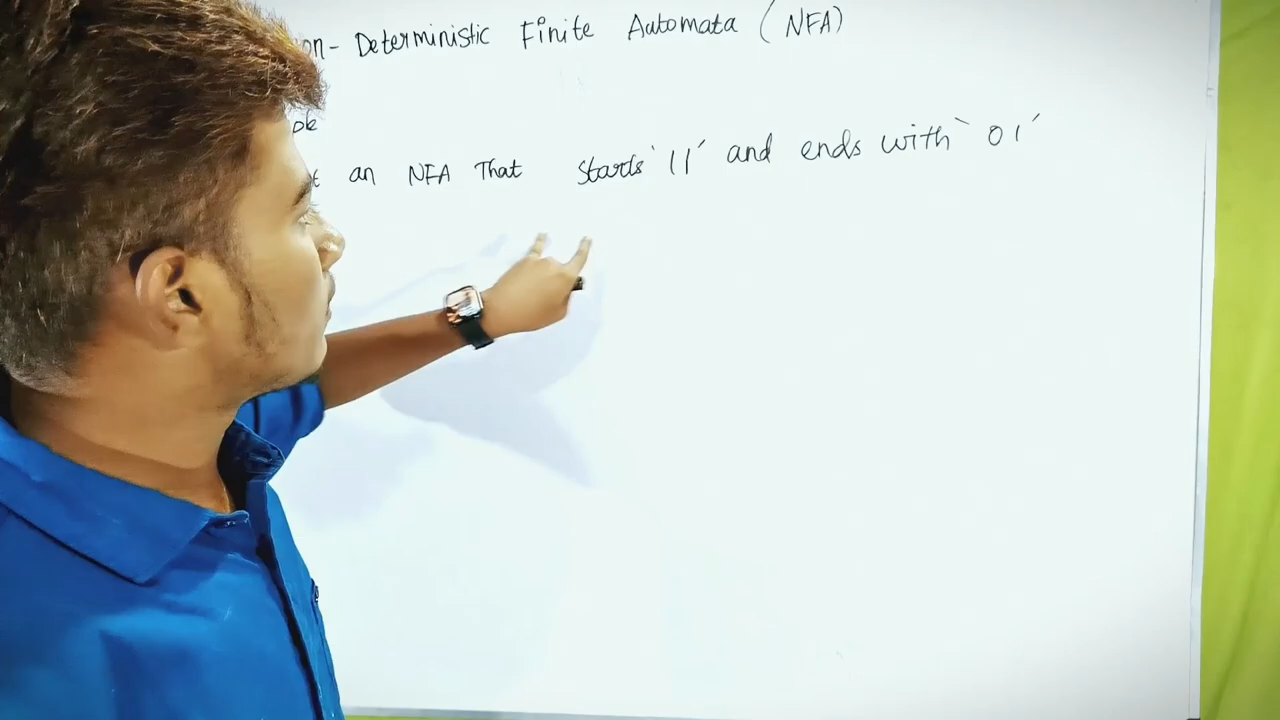 on- Deterministic Finite Automata (NFA)
an NFA That starts '11' and ends with '01'